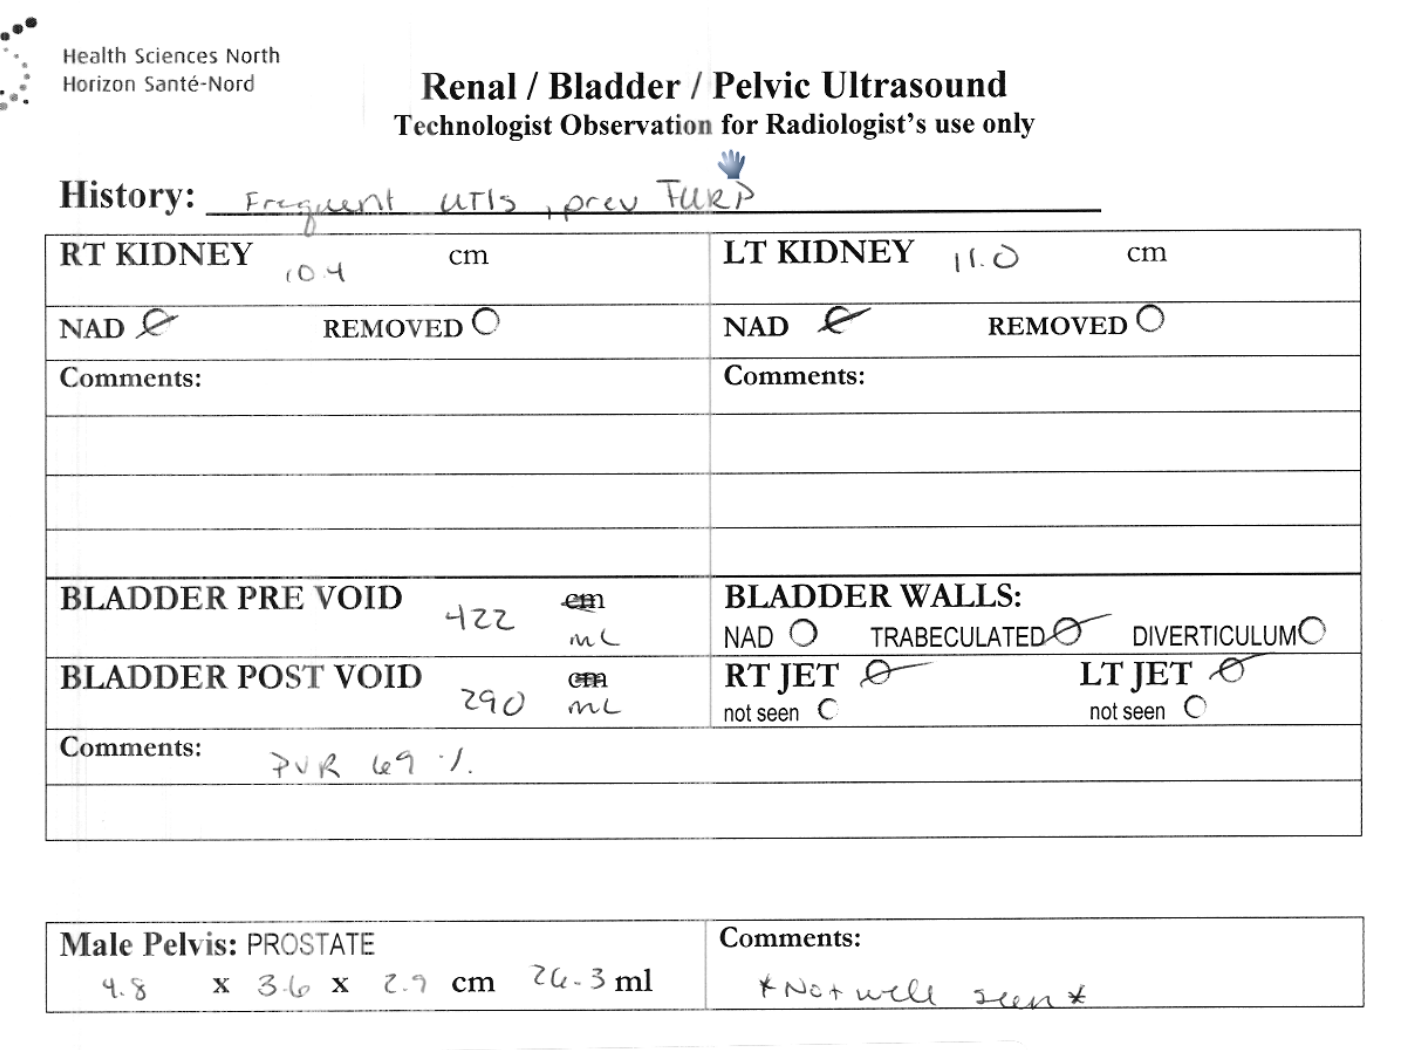 Health Sciences North
Horizon Santé-Nord
Renal / Bladder / Pelvic Ultrasound
Technologist Observation for Radiologist's use only
History: Frequent UTIs, prev TURP
RT KIDNEY 10.4 cm
LT KIDNEY 11.0 cm
NAD REMOVED
NAD REMOVED
Comments:
Comments:
BLADDER PRE VOID 422 cm mL
BLADDER WALLS:
NAD TRABECULATED DIVERTICULUM
BLADDER POST VOID 290 cm mL
RT JET LT JET
not seen not seen
Comments: PVR 69 %.
Male Pelvis: PROSTATE
4.8 x 3.6 x 2.9 cm 26.3 ml
Comments:
*Not well seen*